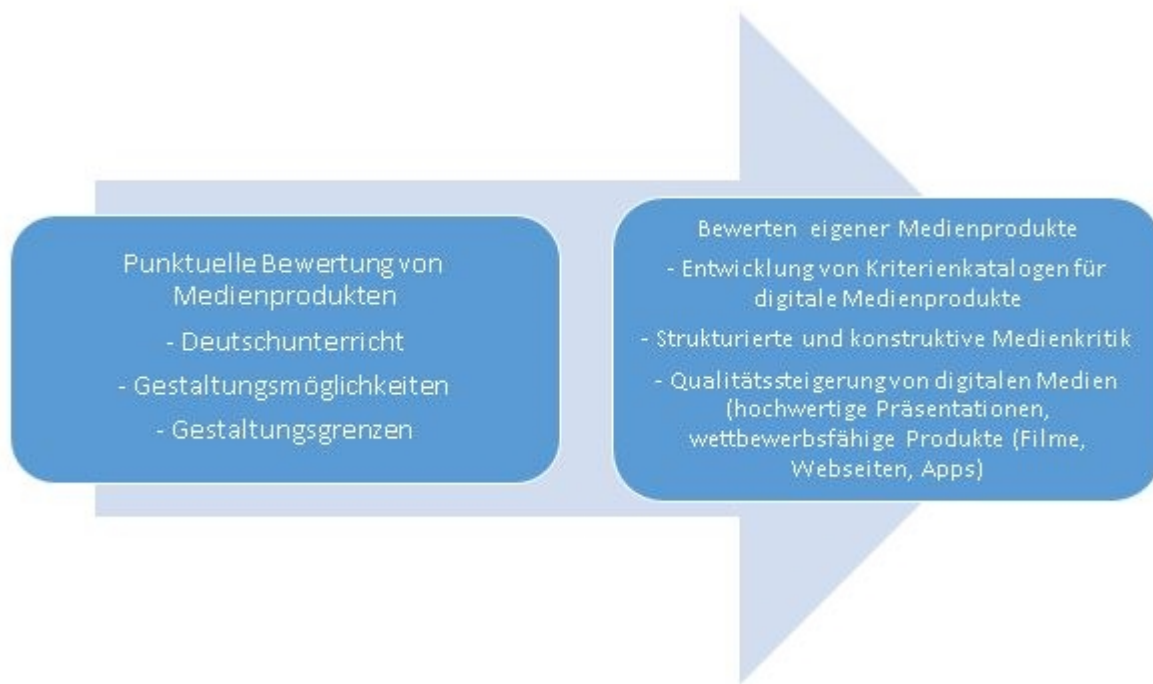 Punktuelle Bewertung von
Medienprodukten
- Deutschunterricht
- Gestaltungsmöglichkeiten
- Gestaltungsgrenzen
Bewerten eigener Medienprodukte
- Entwicklung von Kriterienkatalogen für
digitale Medienprodukte
- Strukturierte und konstruktive Medienkritik
- Qualitätssteigerung von digitalen Medien
(hochwertige Präsentationen,
wettbewerbsfähige Produkte (Filme,
Webseiten, Apps)